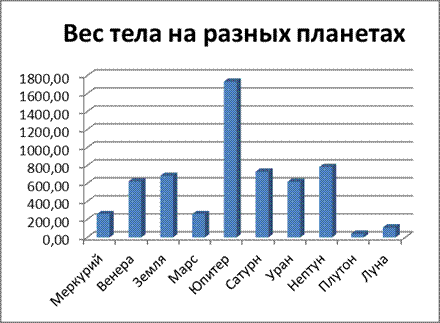 Вес тела на разных планетах
1800,00
1600,00
1400,00
1200,00
1000,00
800,00
600,00
400,00
200,00
0,00
Меркурий
Венера
Земля
Марс
Юпитер
Сатурн
Уран
Нептун
Плутон
Луна